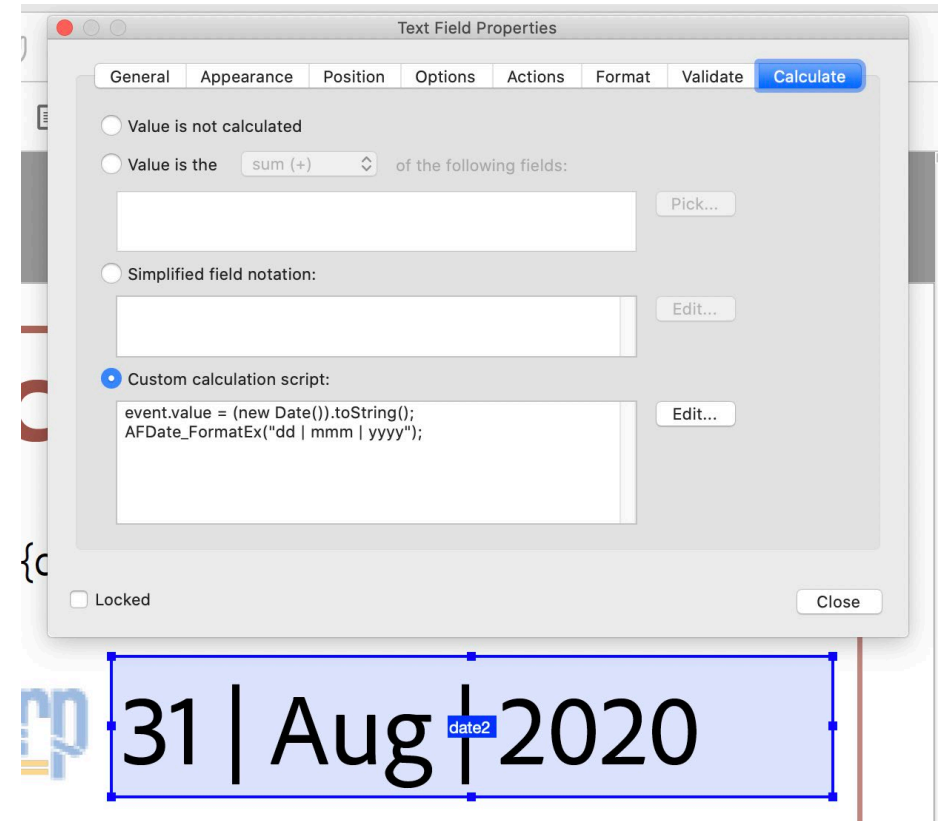 Text Field Properties
General Appearance Position Options Actions Format Validate Calculate
Value is not calculated
Value is the sum (+) of the following fields:
Pick...
Simplified field notation:
Edit...
Custom calculation script:
event.value = (new Date()).toString();
AFDate_FormatEx("dd | mmm | yyyy");
Edit...
Locked
Close
31 | Aug | 2020
date2